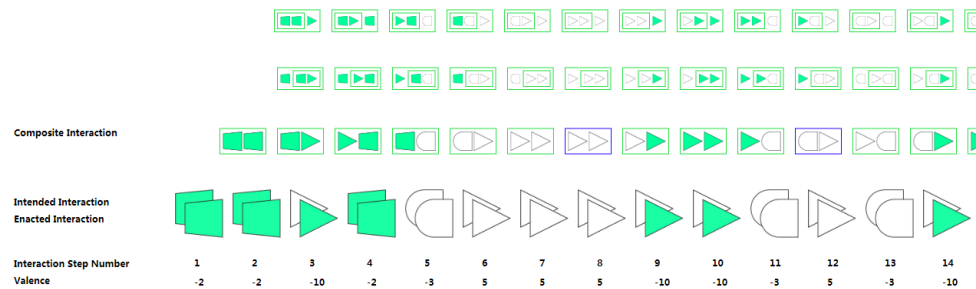 Composite Interaction
Intended Interaction
Enacted Interaction
Interaction Step Number 1 2 3 4 5 6 7 8 9 10 11 12 13 14
Valence -2 -2 -10 -2 -3 5 5 5 -10 -10 -3 5 -3 -10